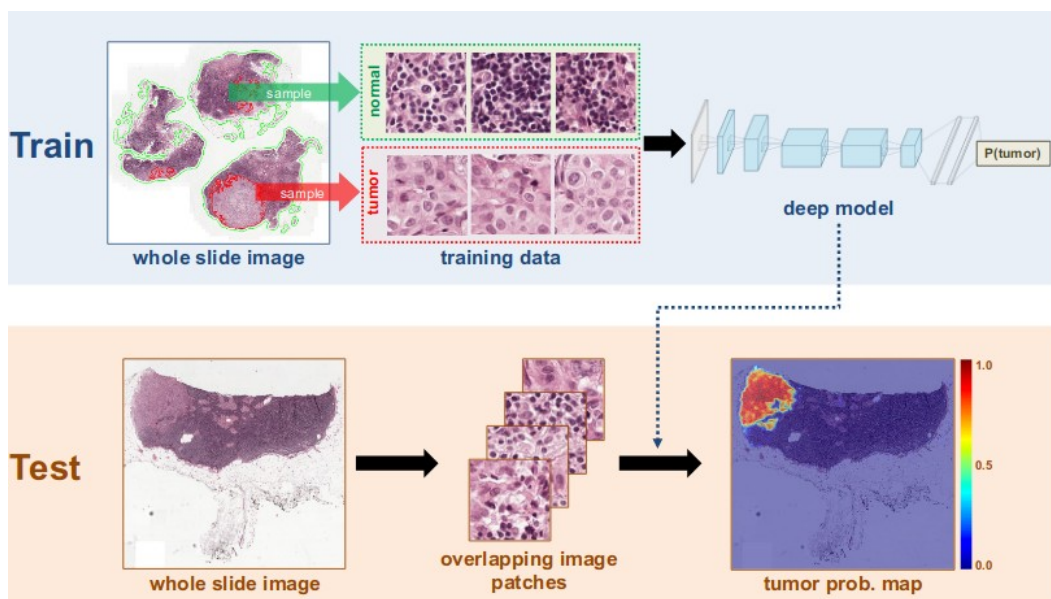 Train
sample
sample
normal
tumor
P(tumor)
whole slide image
training data
deep model
Test
1.0
0.5
0.0
whole slide image
overlapping image
patches
tumor prob. map